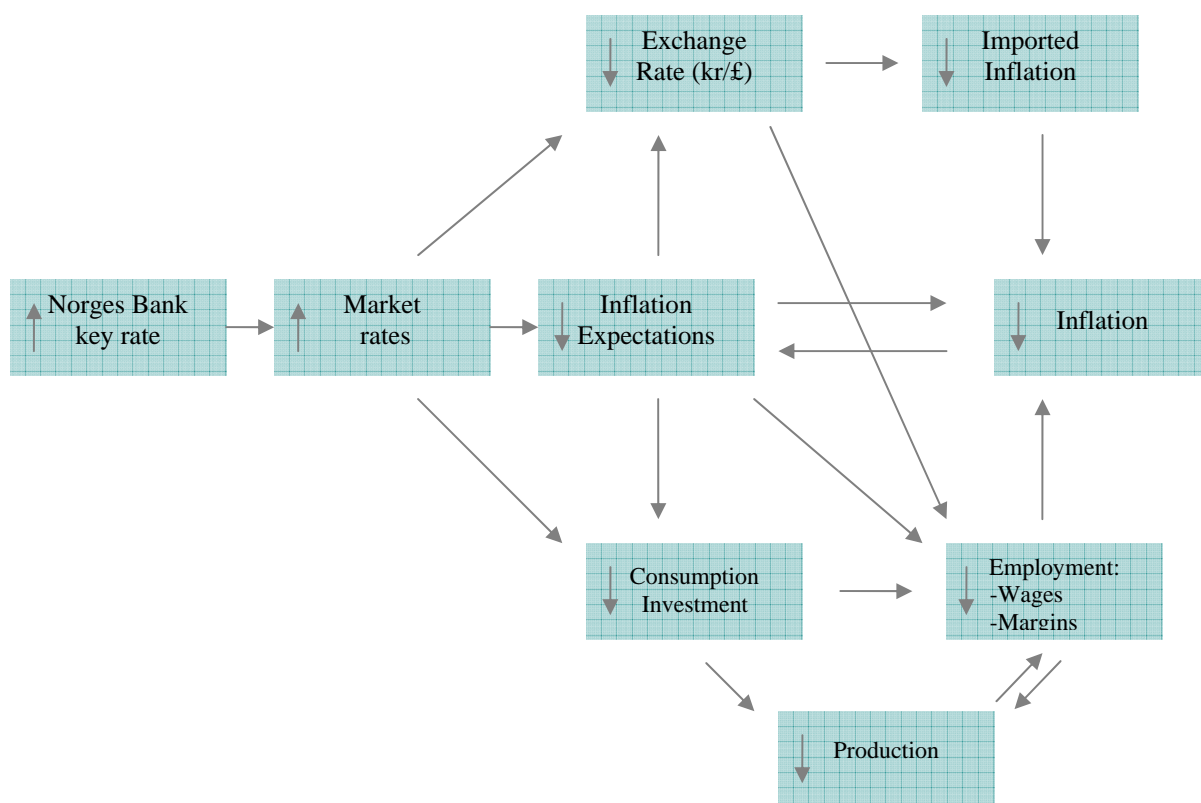 Exchange
Rate (kr/£)
Imported
Inflation
Norges Bank
key rate
Market
rates
Inflation
Expectations
Inflation
Consumption
Investment
Employment:
-Wages
-Margins
Production